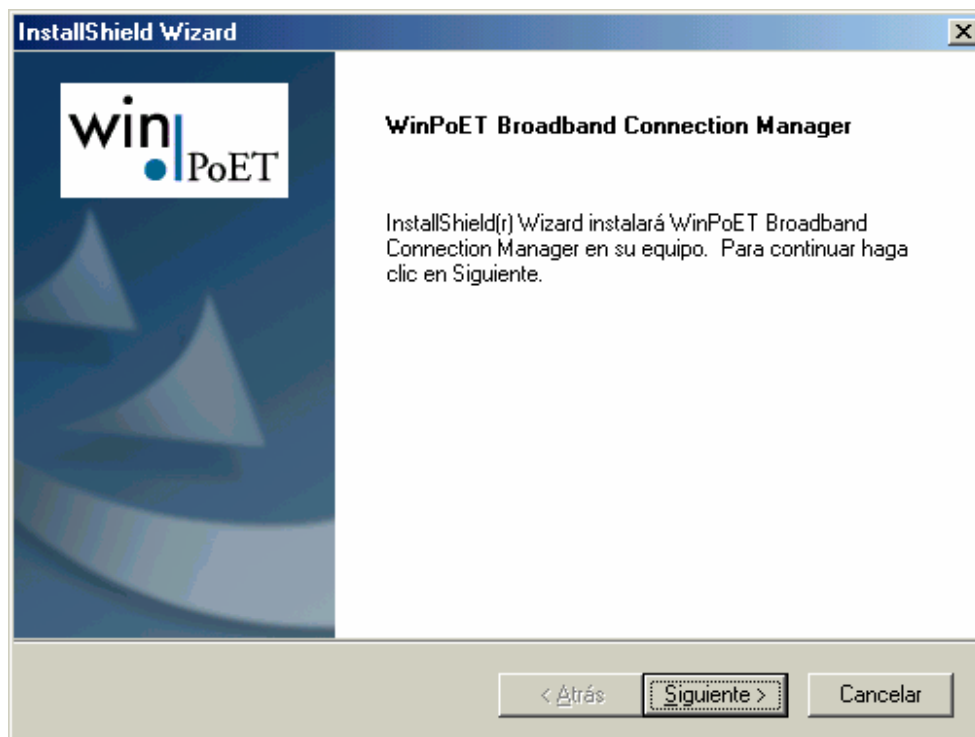 InstallShield Wizard
win
PoET
WinPoET Broadband Connection Manager
InstallShield(r) Wizard instalará WinPoET Broadband
Connection Manager en su equipo.  Para continuar haga
clic en Siguiente.
< Atrás
Siguiente >
Cancelar